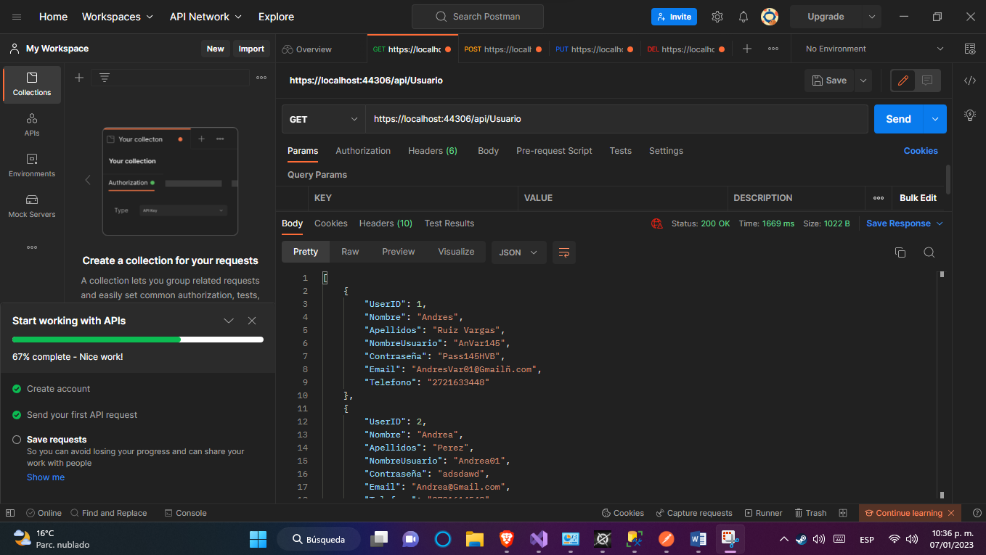 Home Workspaces API Network Explore Search Postman Invite Upgrade
My Workspace New Import Overview GET https://localho POST https://local PUT https://localho DEL https://localho No Environment
https://localhost:44306/api/Usuario Save
Collections
APIs
Environments
Mock Servers
Your collecton
Your collection
Authorization
Type API Key
Create a collection for your requests
A collection lets you group related requests
and easily set common authorization, tests,
GET https://localhost:44306/api/Usuario Send
Params Authorization Headers (6) Body Pre-request Script Tests Settings Cookies
Query Params
KEY VALUE DESCRIPTION Bulk Edit
Body Cookies Headers (10) Test Results Status: 200 OK Time: 1669 ms Size: 1022 B Save Response
Pretty Raw Preview Visualize JSON
1 [
2 {
3 "UserID": 1,
4 "Nombre": "Andres",
5 "Apellidos": "Ruiz Vargas",
6 "NombreUsuario": "AnVar145",
7 "Contraseña": "Pass145HVB",
8 "Email": "AndresVar01@Gmailñ.com",
9 "Telefono": "2721633448"
10 },
11 {
12 "UserID": 2,
13 "Nombre": "Andrea",
14 "Apellidos": "Perez",
15 "NombreUsuario": "Andrea01",
16 "Contraseña": "adsdawd",
17 "Email": "Andrea@Gmail.com",
Start working with APIs
67% complete - Nice work!
Create account
Send your first API request
Save requests
So you can avoid losing your progress and can share your
work with people
Show me
Online Find and Replace Console Cookies Capture requests Runner Trash Continue learning
16°C
Parc. nublado
Búsqueda
ESP
10:36 p. m.
07/01/2023